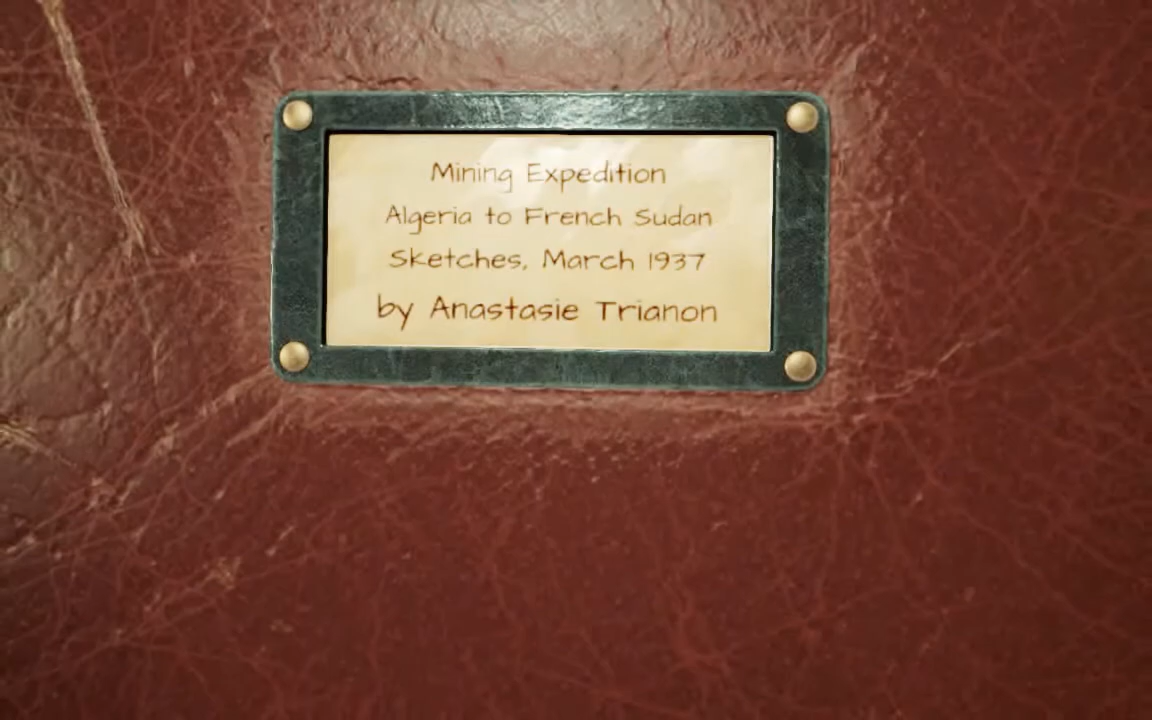 Mining Expedition
Algeria to French Sudan
Sketches, March 1937
by Anastasie Trianon